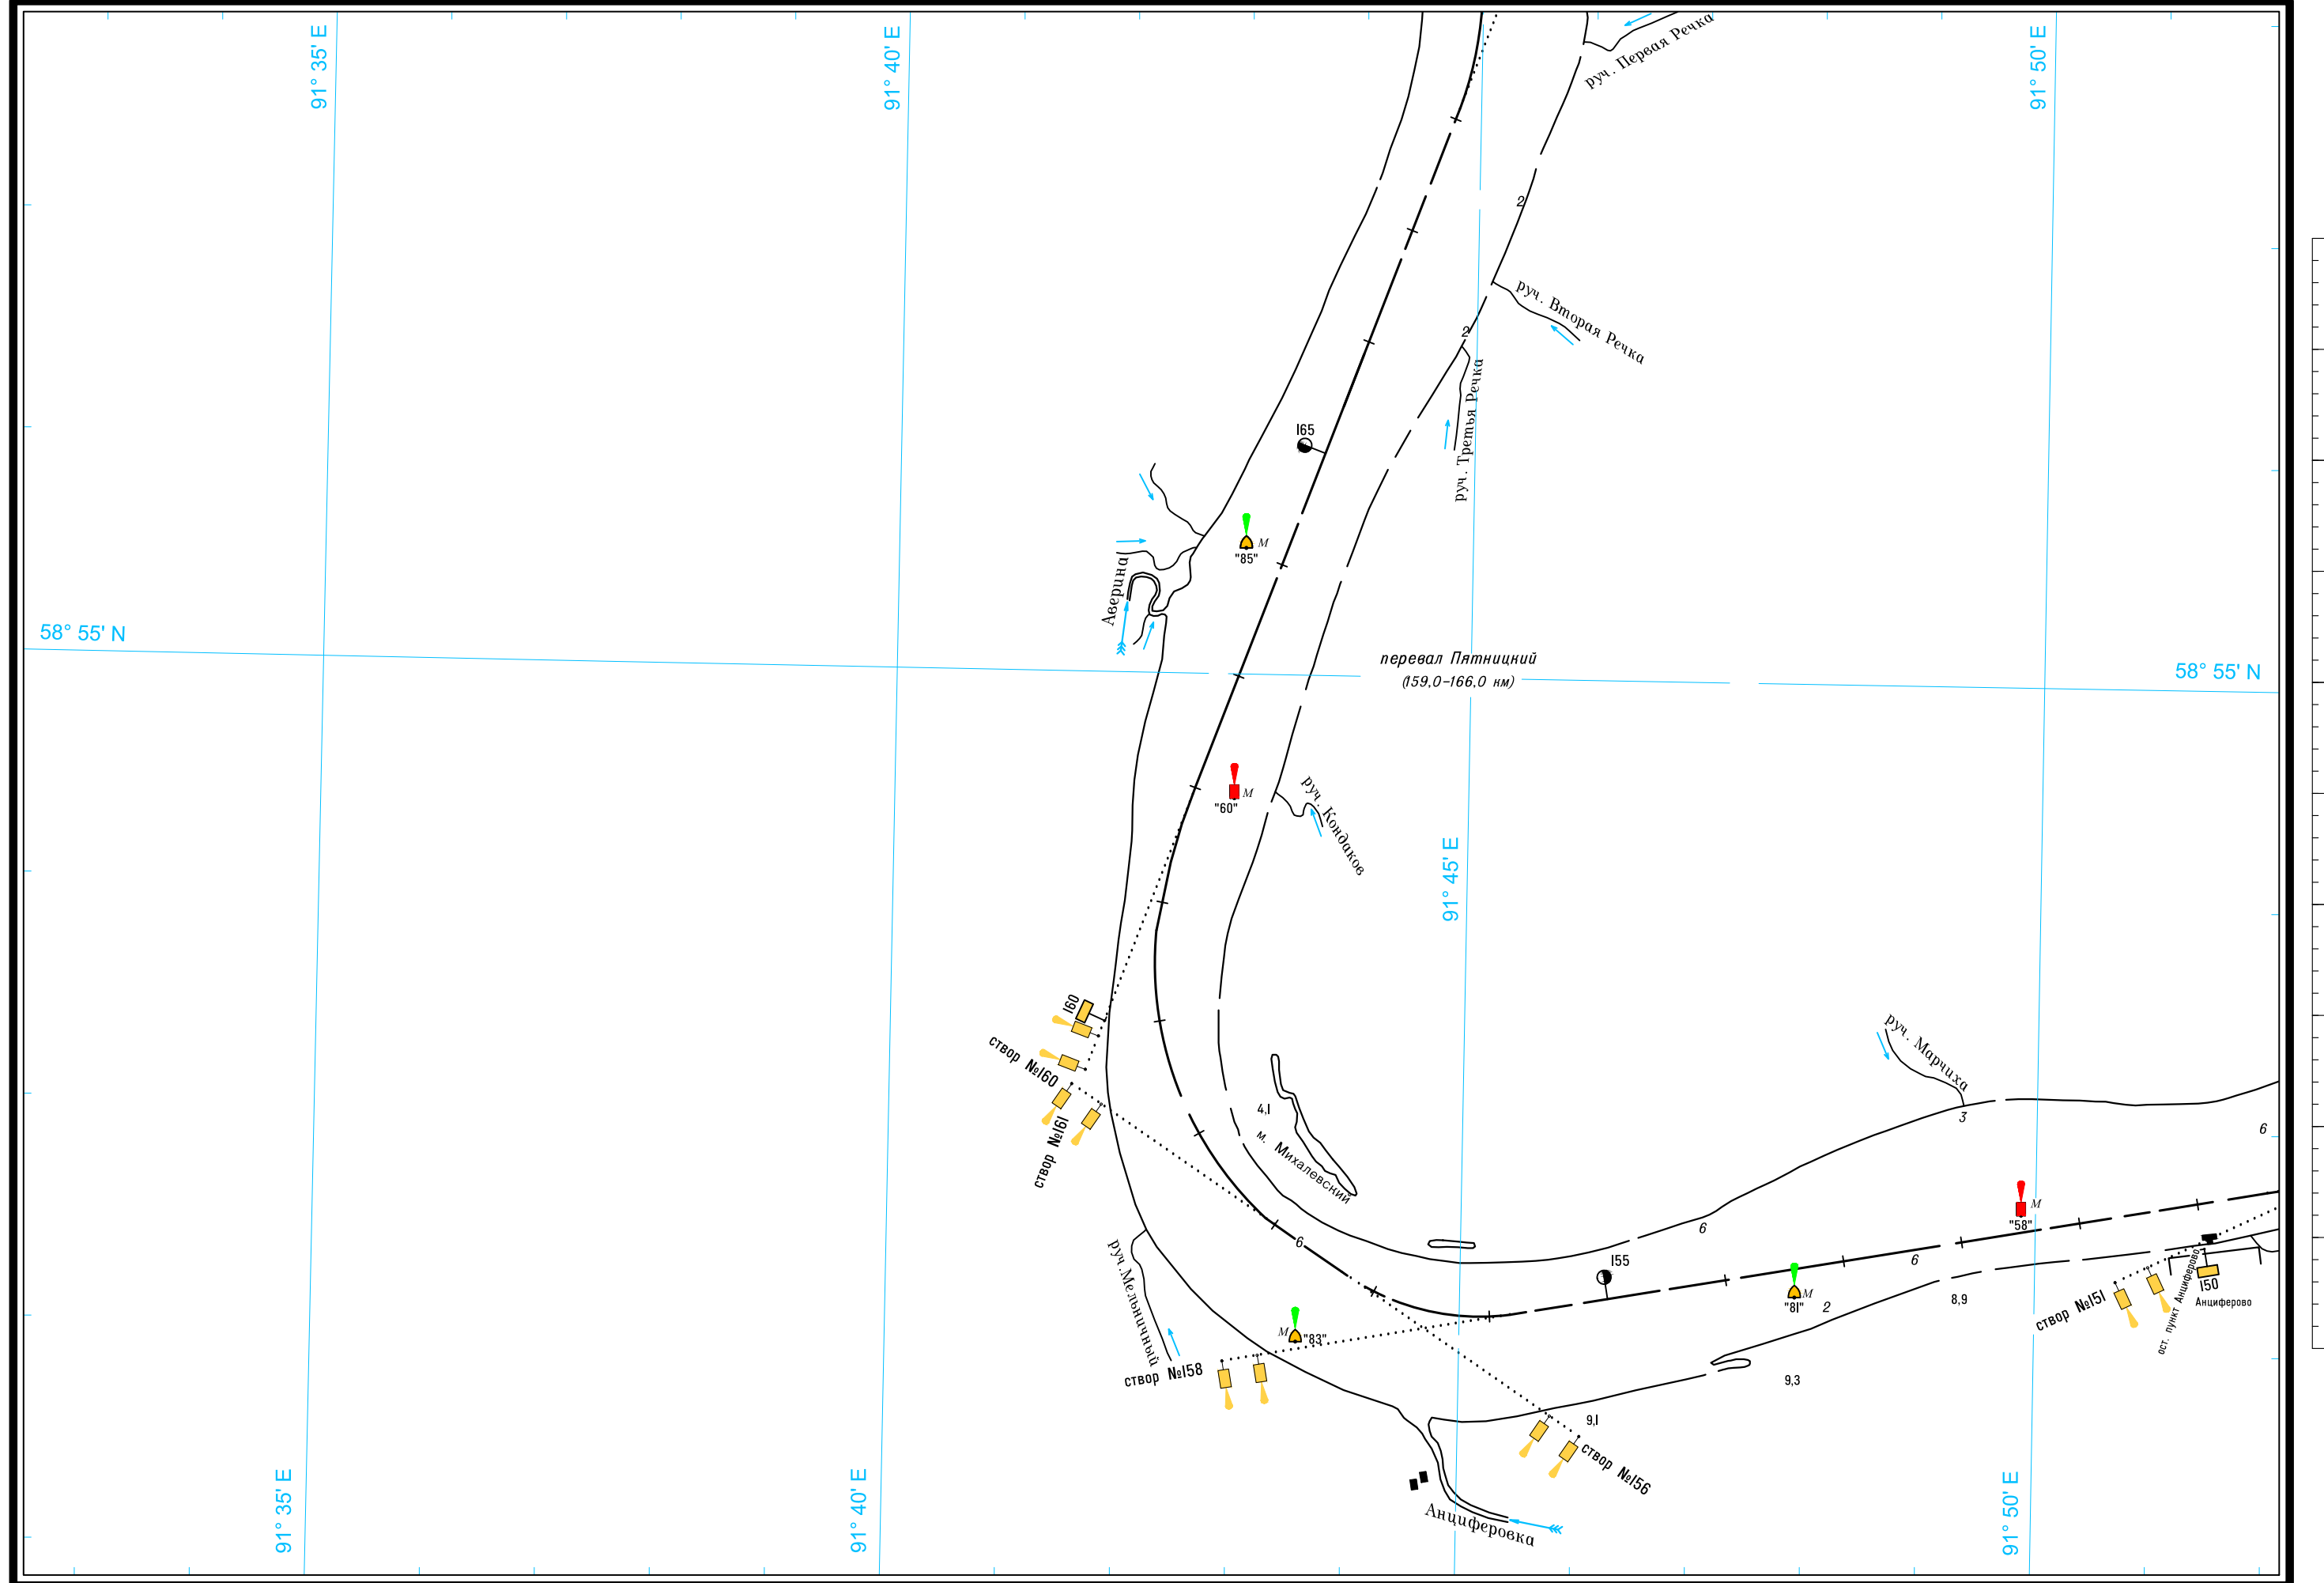 91° 35' E
91° 40' E
91° 50' E
руч. Первая Речка
2
руч. Вторая Речка
2
руч. Третья Речка
165
"85"
М
Аверина
58° 55' N
перевал Пятницкий
(159,0-166,0 км)
58° 55' N
"60"
М
руч. Кондаков
91° 45' E
160
створ №160
створ №161
4,1
м. Михалевский
руч. Марчиха
3
6
6
6
155
"58"
М
6
"81"
М
2
8,9
150
Анциферово
ост. пункт Анциферово
створ №151
руч. Мельничный
М
"83"
створ №158
9,3
9,1
створ №156
Анциферовка
91° 35' E
91° 40' E
91° 50' E